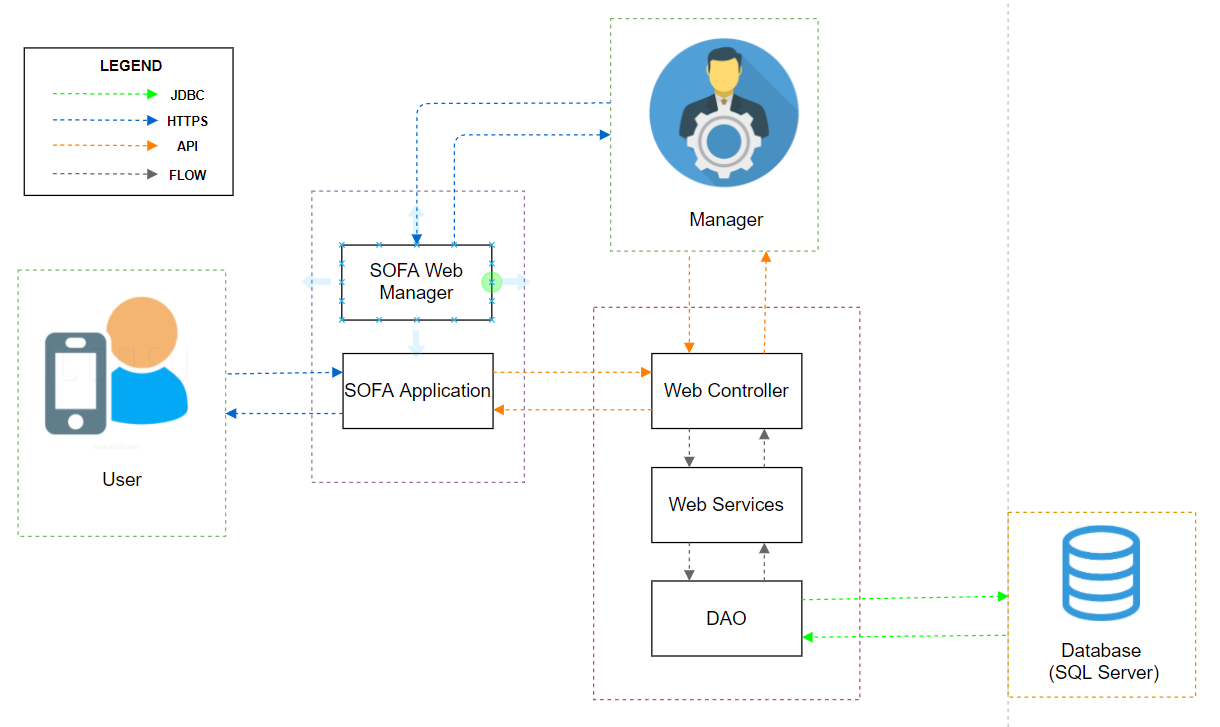 LEGEND
JDBC
HTTPS
API
FLOW
Manager
SOFA Web
Manager
SOFA Application
Web Controller
User
Web Services
DAO
Database
(SQL Server)